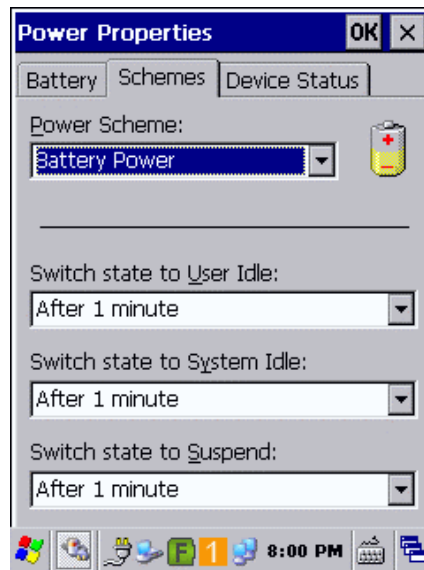 Power Properties OK ×
Battery Schemes Device Status
Power Scheme:
Battery Power
Switch state to User Idle:
After 1 minute
Switch state to System Idle:
After 1 minute
Switch state to Suspend:
After 1 minute
F 1 8:00 PM